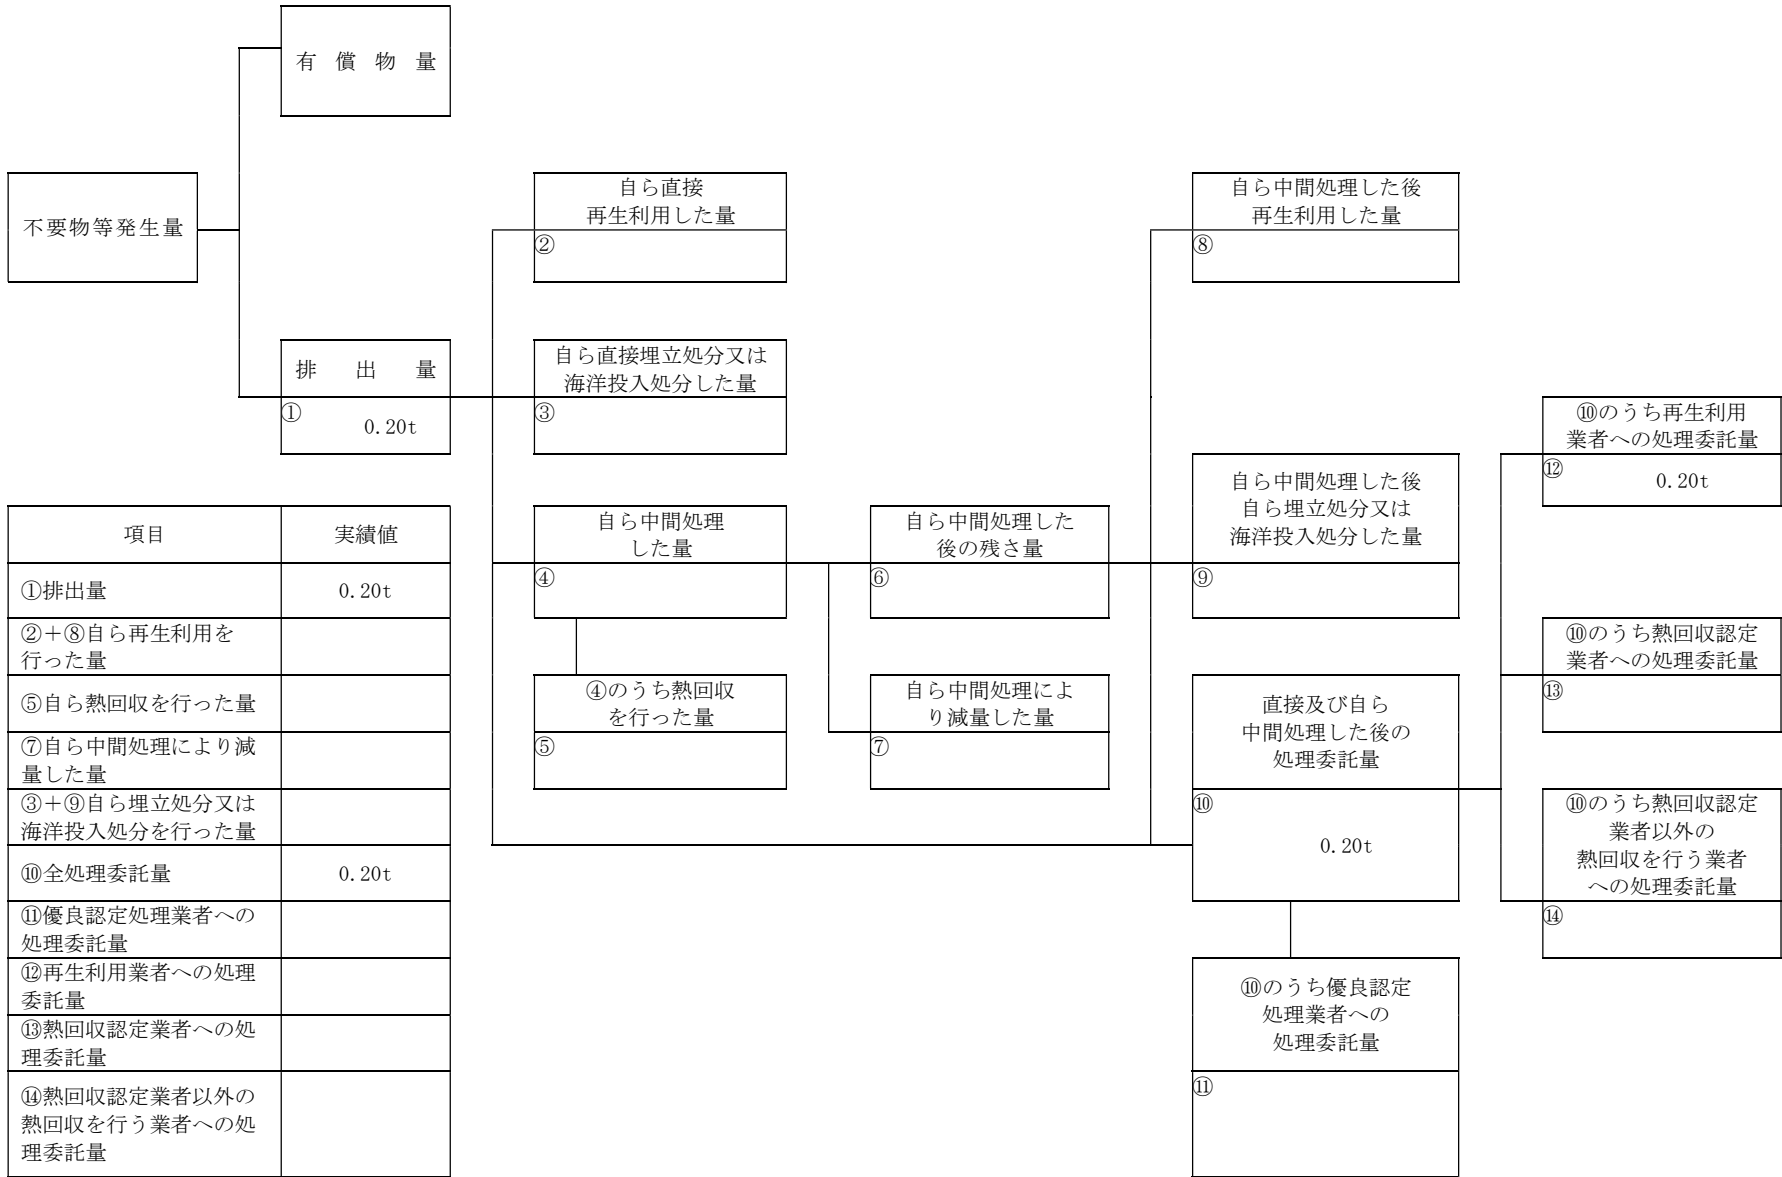 有償物量
不要物等発生量
自ら直接
再生利用した量
②
自ら中間処理した後
再生利用した量
⑧
排出量
①
0.20t
自ら直接埋立処分又は
海洋投入処分した量
③
⑩のうち再生利用
業者への処理委託量
⑫
0.20t
自ら中間処理した後
自ら埋立処分又は
海洋投入処分した量
⑨
自ら中間処理
した量
④
自ら中間処理した
後の残さ量
⑥
⑩のうち熱回収認定
業者への処理委託量
⑬
④のうち熱回収
を行った量
⑤
自ら中間処理によ
り減量した量
⑦
直接及び自ら
中間処理した後の
処理委託量
⑩
0.20t
⑩のうち熱回収認定
業者以外の
熱回収を行う業者
への処理委託量
⑭
⑩のうち優良認定
処理業者への
処理委託量
⑪
項目 実績値
①排出量 0.20t
②＋⑧自ら再生利用を
行った量
⑤自ら熱回収を行った量
⑦自ら中間処理により減
量した量
③＋⑨自ら埋立処分又は
海洋投入処分を行った量
⑩全処理委託量 0.20t
⑪優良認定処理業者への
処理委託量
⑫再生利用業者への処理
委託量
⑬熱回収認定業者への処
理委託量
⑭熱回収認定業者以外の
熱回収を行う業者への処
理委託量